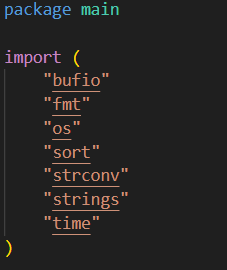 package main
import (
"bufio"
"fmt"
"os"
"sort"
"strconv"
"strings"
"time"
)